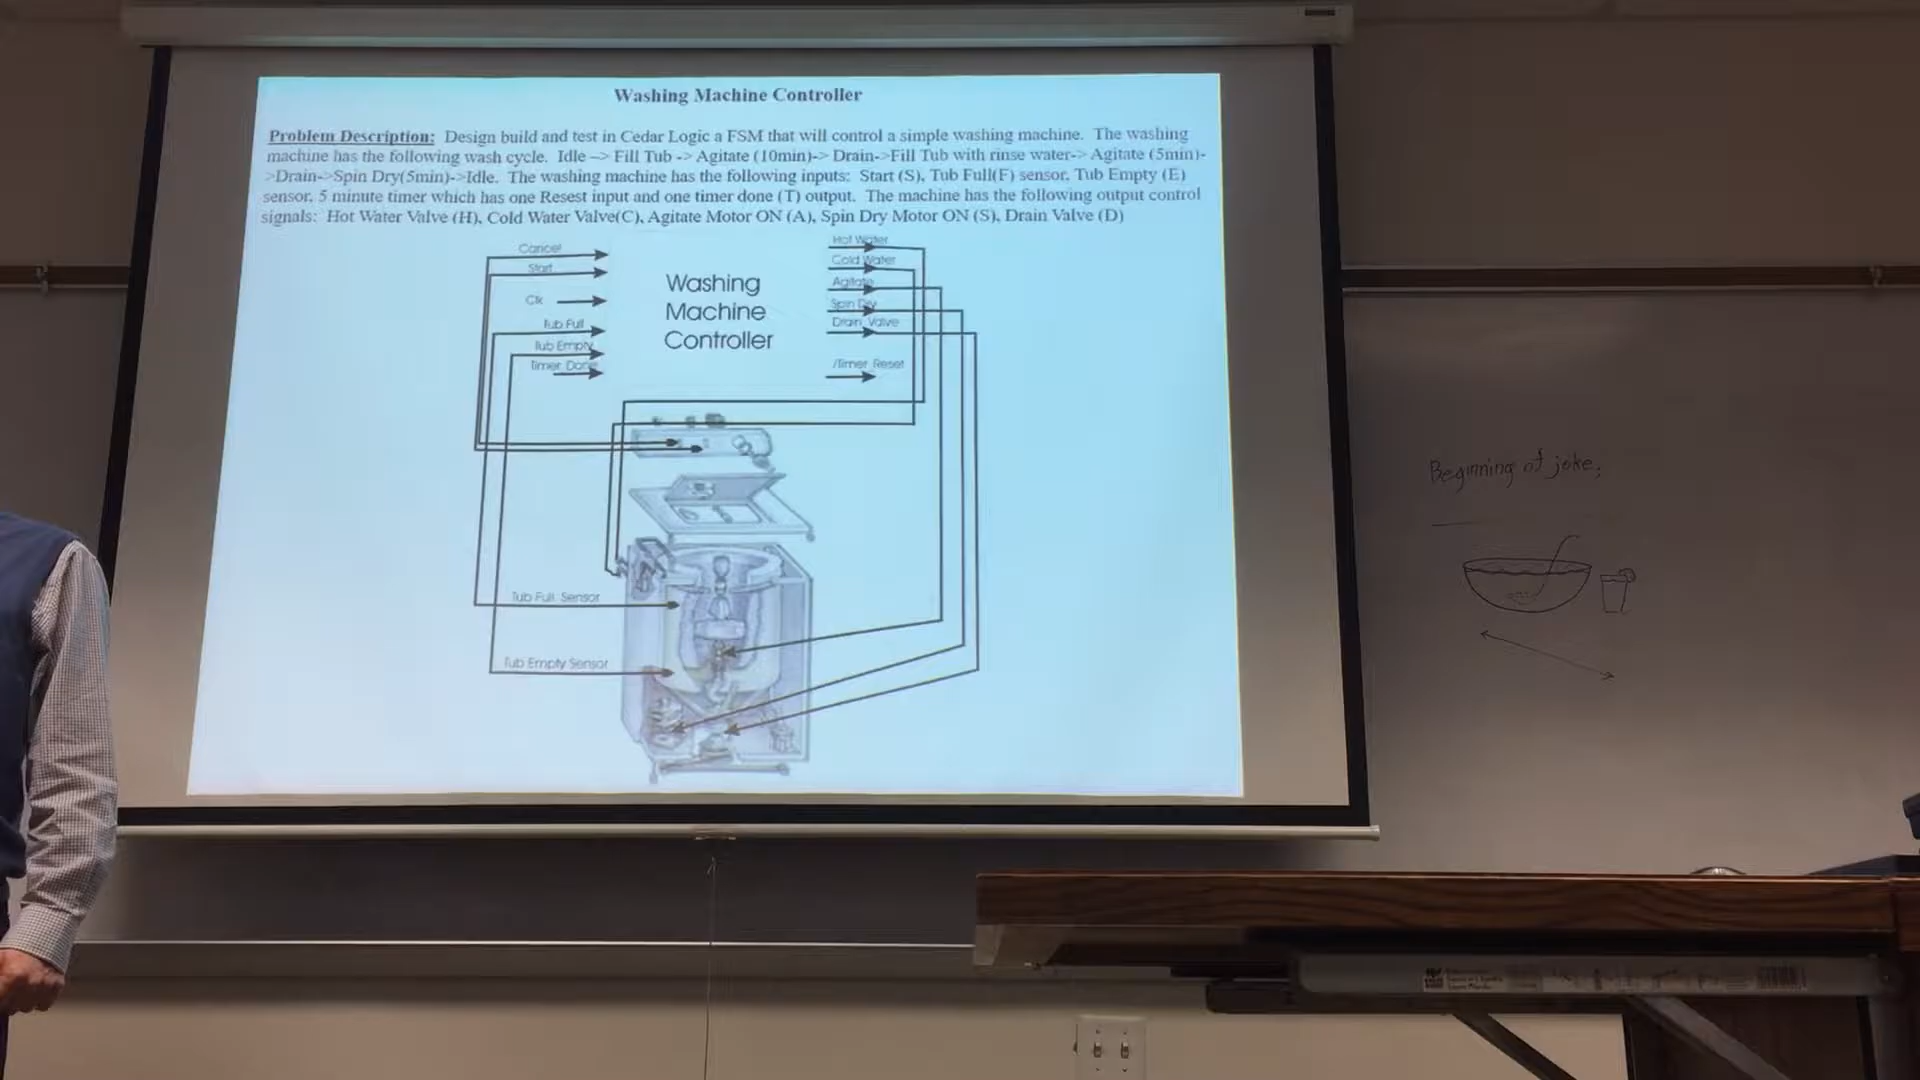 Washing Machine Controller
Problem Description: Design build and test in Cedar Logic a FSM that will control a simple washing machine. The washing
machine has the following wash cycle. Idle --> Fill Tub -> Agitate (10min)-> Drain->Fill Tub with rinse water-> Agitate (5min)-
>Drain->Spin Dry(5min)->Idle. The washing machine has the following inputs: Start (S), Tub Full(F) sensor, Tub Empty (E)
sensor, 5 minute timer which has one Resest input and one timer done (T) output. The machine has the following output control
signals: Hot Water Valve (H), Cold Water Valve(C), Agitate Motor ON (A), Spin Dry Motor ON (S), Drain Valve (D)
Cancel
Start
Clk
Tub Full
Tub Empty
Timer Done
Washing
Machine
Controller
Hot Water
Cold Water
Agitate
Spin Dry
Drain Valve
/Timer Reset
Tub Full Sensor
Tub Empty Sensor
Beginning of joke;